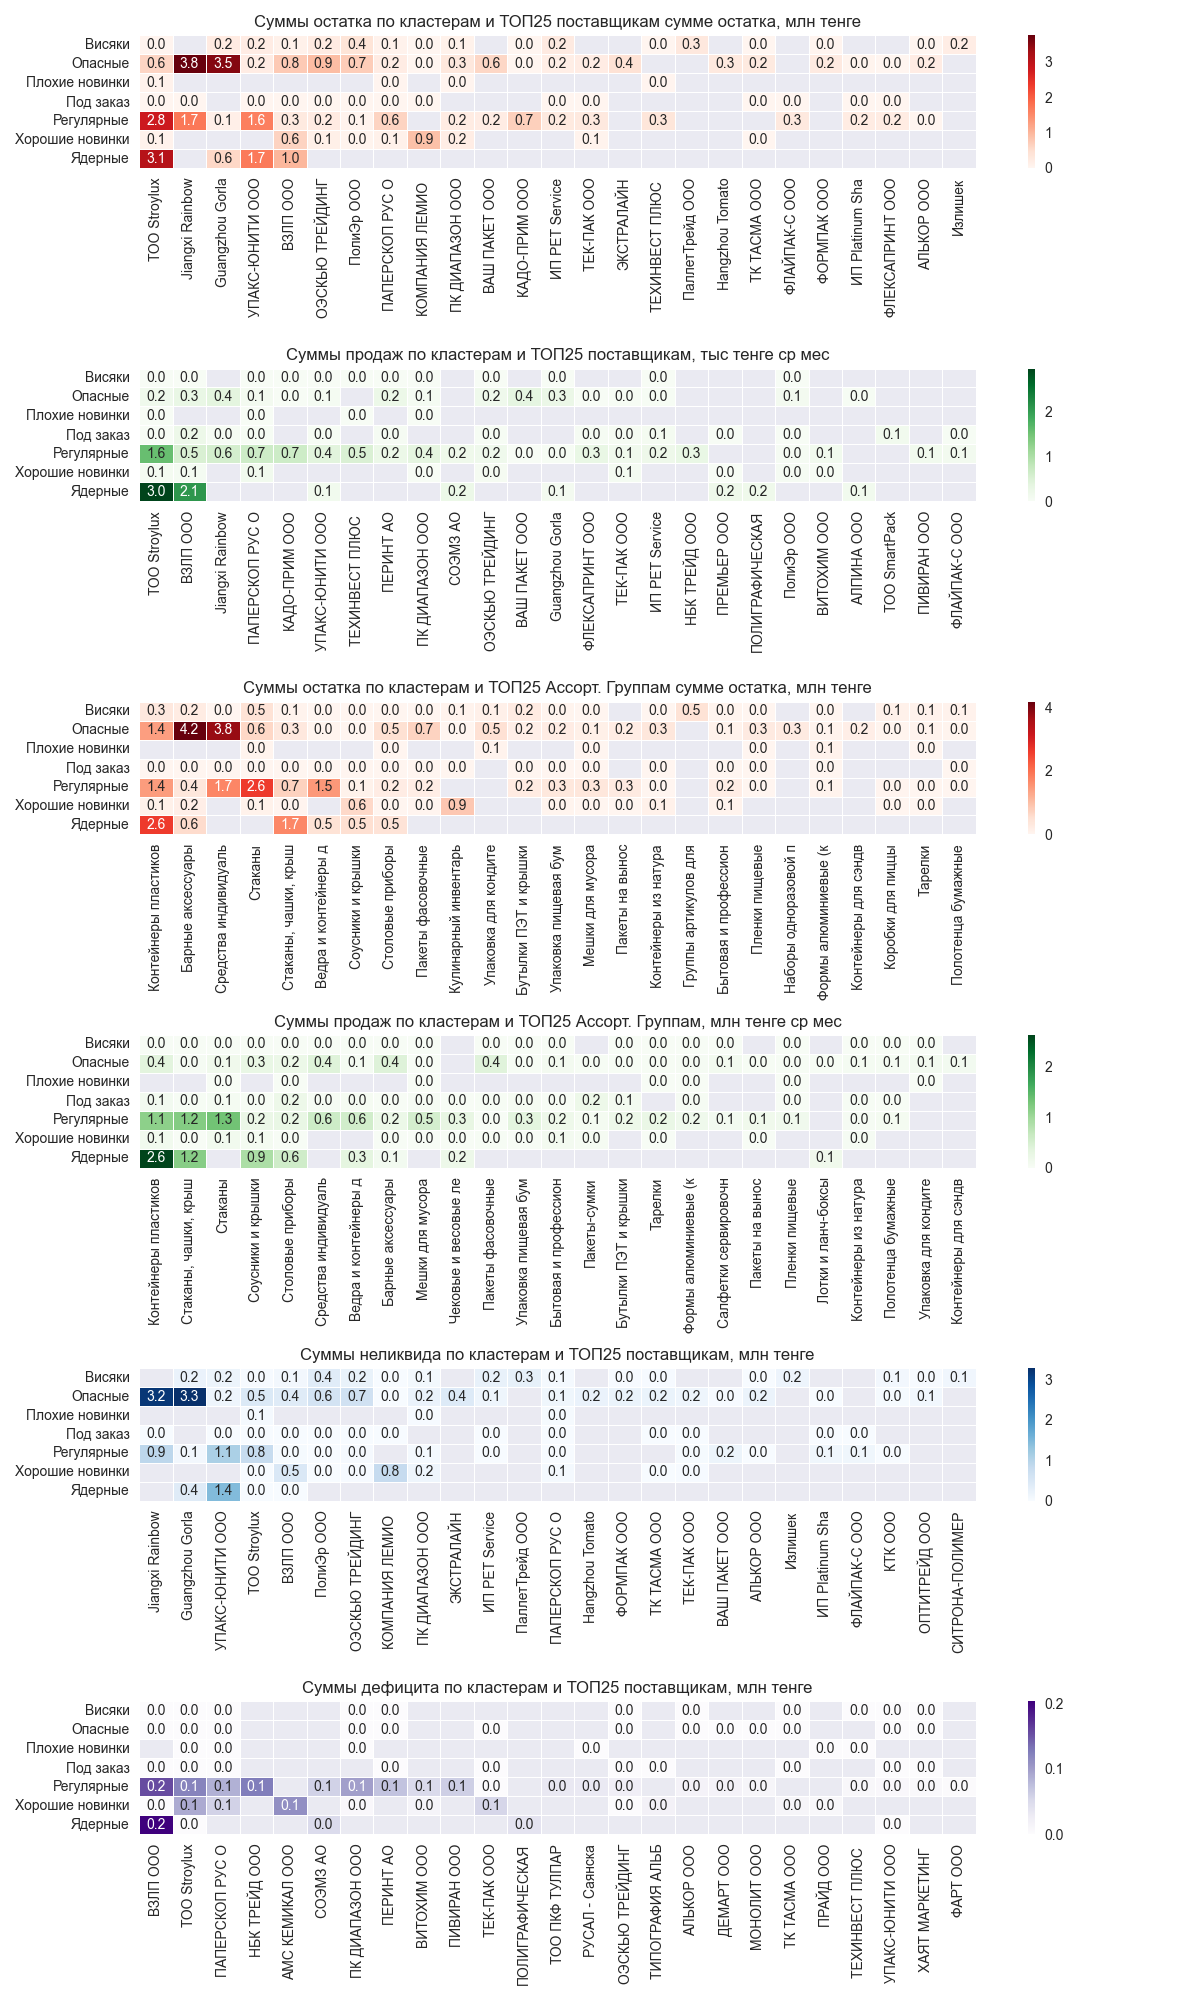 Суммы остатка по кластерам и ТОП25 поставщикам сумме остатка, млн тенге
Висяки 0.0 0.2 0.2 0.1 0.2 0.4 0.1 0.0 0.1 0.0 0.2 0.0 0.3 0.0 0.0 0.0 0.2
Опасные 0.6 3.8 3.5 0.2 0.8 0.9 0.7 0.2 0.0 0.3 0.6 0.0 0.2 0.2 0.4 0.3 0.2 0.2 0.0 0.0 0.2
Плохие новинки 0.1 0.0 0.0 0.0
Под заказ 0.0 0.0 0.0 0.0 0.0 0.0 0.0 0.0 0.0 0.0 0.0 0.0 0.0 0.0
Регулярные 2.8 1.7 0.1 1.6 0.3 0.2 0.1 0.6 0.2 0.2 0.7 0.2 0.3 0.3 0.3 0.2 0.2 0.0
Хорошие новинки 0.1 0.6 0.1 0.0 0.1 0.9 0.2 0.1 0.0
Ядерные 3.1 0.6 1.7 1.0
3
2
1
0
ТОО Stroylux
Jiangxi Rainbow
Guangzhou Gorla
УПАКС-ЮНИТИ ООО
ВЗЛП ООО
ОЭСКЬЮ ТРЕЙДИНГ
ПолиЭр ООО
ПАПЕРСКОП РУС О
КОМПАНИЯ ЛЕМИО
ПК ДИАПАЗОН ООО
ВАШ ПАКЕТ ООО
КАДО-ПРИМ ООО
ИП PET Service
ТЕК-ПАК ООО
ЭКСТРАЛАЙН
ТЕХИНВЕСТ ПЛЮС
ПаллетТрейд ООО
Hangzhou Tomato
ТК ТАСМА ООО
ФЛАЙПАК-С ООО
ФОРМПАК ООО
ИП Platinum Sha
ФЛЕКСАПРИНТ ООО
АЛЬКОР ООО
Излишек
Суммы продаж по кластерам и ТОП25 поставщикам, тыс тенге ср мес
Висяки 0.0 0.0 0.0 0.0 0.0 0.0 0.0 0.0 0.0 0.0 0.0 0.0
Опасные 0.2 0.3 0.4 0.1 0.0 0.1 0.2 0.1 0.2 0.4 0.3 0.0 0.0 0.0 0.1 0.0
Плохие новинки 0.0 0.0 0.0 0.0
Под заказ 0.0 0.2 0.0 0.0 0.0 0.0 0.0 0.0 0.0 0.1 0.0 0.0 0.1 0.0
Регулярные 1.6 0.5 0.6 0.7 0.7 0.4 0.5 0.2 0.4 0.2 0.2 0.0 0.0 0.3 0.1 0.2 0.3 0.0 0.1 0.1 0.1
Хорошие новинки 0.1 0.1 0.1 0.0 0.0 0.0 0.1 0.0 0.0 0.0
Ядерные 3.0 2.1 0.1 0.2 0.1 0.2 0.2 0.1
2
1
0
ТОО Stroylux
ВЗЛП ООО
Jiangxi Rainbow
ПАПЕРСКОП РУС О
КАДО-ПРИМ ООО
УПАКС-ЮНИТИ ООО
ТЕХИНВЕСТ ПЛЮС
ПЕРИНТ АО
ПК ДИАПАЗОН ООО
СОЭМЗ АО
ОЭСКЬЮ ТРЕЙДИНГ
ВАШ ПАКЕТ ООО
Guangzhou Gorla
ФЛЕКСАПРИНТ ООО
ТЕК-ПАК ООО
ИП PET Service
НБК ТРЕЙД ООО
ПРЕМЬЕР ООО
ПОЛИГРАФИЧЕСКАЯ
ПолиЭр ООО
ВИТОХИМ ООО
АЛПИНА ООО
ТОО SmartPack
ПИВИРАН ООО
ФЛАЙПАК-С ООО
Суммы остатка по кластерам и ТОП25 Ассорт. Группам сумме остатка, млн тенге
Висяки 0.3 0.2 0.0 0.5 0.1 0.0 0.0 0.0 0.0 0.1 0.1 0.2 0.0 0.0 0.0 0.5 0.0 0.0 0.0 0.1 0.1 0.1
Опасные 1.4 4.2 3.8 0.6 0.3 0.0 0.0 0.5 0.7 0.0 0.5 0.2 0.2 0.1 0.2 0.3 0.1 0.3 0.3 0.1 0.2 0.0 0.1 0.0
Плохие новинки 0.0 0.0 0.1 0.0 0.0 0.1 0.0
Под заказ 0.0 0.0 0.0 0.0 0.0 0.0 0.0 0.0 0.0 0.0 0.0 0.0 0.0 0.0 0.0 0.0 0.0 0.0
Регулярные 1.4 0.4 1.7 2.6 0.7 1.5 0.1 0.2 0.2 0.2 0.3 0.3 0.3 0.0 0.2 0.0 0.1 0.0 0.0 0.0
Хорошие новинки 0.1 0.2 0.1 0.0 0.6 0.0 0.0 0.9 0.0 0.0 0.0 0.1 0.1 0.0 0.0
Ядерные 2.6 0.6 1.7 0.5 0.5 0.5
4
2
0
Контейнеры пластиков
Барные аксессуары
Средства индивидуаль
Стаканы
Стаканы, чашки, крыш
Ведра и контейнеры д
Соусники и крышки
Столовые приборы
Пакеты фасовочные
Кулинарный инвентарь
Упаковка для кондите
Бутылки ПЭТ и крышки
Упаковка пищевая бум
Мешки для мусора
Пакеты на вынос
Контейнеры из натура
Группы артикулов для
Бытовая и профессион
Пленки пищевые
Наборы одноразовой п
Формы алюминиевые (к
Контейнеры для сэндв
Коробки для пиццы
Тарелки
Полотенца бумажные
Суммы продаж по кластерам и ТОП25 Ассорт. Группам, млн тенге ср мес
Висяки 0.0 0.0 0.0 0.0 0.0 0.0 0.0 0.0 0.0 0.0 0.0 0.0 0.0 0.0 0.0 0.0 0.0 0.0 0.0 0.0
Опасные 0.4 0.0 0.1 0.3 0.2 0.4 0.1 0.4 0.0 0.4 0.0 0.1 0.0 0.0 0.0 0.0 0.1 0.0 0.0 0.0 0.1 0.1 0.1 0.1
Плохие новинки 0.0 0.0 0.0 0.0 0.0 0.0 0.0
Под заказ 0.1 0.0 0.1 0.0 0.2 0.0 0.0 0.0 0.0 0.0 0.0 0.0 0.0 0.2 0.1 0.0 0.0 0.0 0.0
Регулярные 1.1 1.2 1.3 0.2 0.2 0.6 0.6 0.2 0.5 0.3 0.0 0.3 0.2 0.1 0.2 0.2 0.2 0.1 0.1 0.1 0.0 0.1
Хорошие новинки 0.1 0.0 0.1 0.1 0.0 0.0 0.0 0.0 0.0 0.0 0.1 0.0 0.0 0.0 0.0
Ядерные 2.6 1.2 0.9 0.6 0.3 0.1 0.2 0.1
2
1
0
Контейнеры пластиков
Стаканы, чашки, крыш
Стаканы
Соусники и крышки
Столовые приборы
Средства индивидуаль
Ведра и контейнеры д
Барные аксессуары
Мешки для мусора
Чековые и весовые ле
Пакеты фасовочные
Упаковка пищевая бум
Бытовая и профессион
Пакеты-сумки
Бутылки ПЭТ и крышки
Тарелки
Формы алюминиевые (к
Салфетки сервировочн
Пакеты на вынос
Пленки пищевые
Лотки и ланч-боксы
Контейнеры из натура
Полотенца бумажные
Упаковка для кондите
Контейнеры для сэндв
Суммы неликвида по кластерам и ТОП25 поставщикам, млн тенге
Висяки 0.2 0.2 0.0 0.1 0.4 0.2 0.0 0.1 0.2 0.3 0.1 0.0 0.0 0.0 0.2 0.1 0.0 0.1
Опасные 3.2 3.3 0.2 0.5 0.4 0.6 0.7 0.0 0.2 0.4 0.1 0.1 0.2 0.2 0.2 0.2 0.0 0.2 0.0 0.0 0.1
Плохие новинки 0.1 0.0 0.0
Под заказ 0.0 0.0 0.0 0.0 0.0 0.0 0.0 0.0 0.0 0.0 0.0 0.0 0.0
Регулярные 0.9 0.1 1.1 0.8 0.0 0.0 0.0 0.1 0.0 0.0 0.0 0.2 0.0 0.1 0.1 0.0
Хорошие новинки 0.0 0.5 0.0 0.0 0.8 0.2 0.1 0.0 0.0
Ядерные 0.4 1.4 0.0 0.0
3
2
1
0
Jiangxi Rainbow
Guangzhou Gorla
УПАКС-ЮНИТИ ООО
ТОО Stroylux
ВЗЛП ООО
ПолиЭр ООО
ОЭСКЬЮ ТРЕЙДИНГ
КОМПАНИЯ ЛЕМИО
ПК ДИАПАЗОН ООО
ЭКСТРАЛАЙН
ИП PET Service
ПаллетТрейд ООО
ПАПЕРСКОП РУС О
Hangzhou Tomato
ФОРМПАК ООО
ТК ТАСМА ООО
ТЕК-ПАК ООО
ВАШ ПАКЕТ ООО
АЛЬКОР ООО
Излишек
ИП Platinum Sha
ФЛАЙПАК-С ООО
КТК ООО
ОПТИТРЕЙД ООО
СИТРОНА-ПОЛИМЕР
Суммы дефицита по кластерам и ТОП25 поставщикам, млн тенге
Висяки 0.0 0.0 0.0 0.0 0.0 0.0 0.0 0.0 0.0 0.0 0.0
Опасные 0.0 0.0 0.0 0.0 0.0 0.0 0.0 0.0 0.0 0.0 0.0 0.0 0.0
Плохие новинки 0.0 0.0 0.0 0.0 0.0 0.0
Под заказ 0.0 0.0 0.0 0.0 0.0 0.0 0.0 0.0 0.0 0.0
Регулярные 0.2 0.1 0.1 0.1 0.1 0.1 0.1 0.1 0.1 0.0 0.0 0.0 0.0 0.0 0.0 0.0 0.0 0.0 0.0 0.0
Хорошие новинки 0.0 0.1 0.1 0.1 0.0 0.0 0.1 0.0 0.0 0.0 0.0
Ядерные 0.2 0.0 0.0 0.0 0.0
0.2
0.1
0.0
ВЗЛП ООО
ТОО Stroylux
ПАПЕРСКОП РУС О
НБК ТРЕЙД ООО
АМС КЕМИКАЛ ООО
СОЭМЗ АО
ПК ДИАПАЗОН ООО
ПЕРИНТ АО
ВИТОХИМ ООО
ПИВИРАН ООО
ТЕК-ПАК ООО
ПОЛИГРАФИЧЕСКАЯ
ТОО ПКФ ТУЛПАР
РУСАЛ - Саянска
ОЭСКЬЮ ТРЕЙДИНГ
ТИПОГРАФИЯ АЛЬБ
АЛЬКОР ООО
ДЕМАРТ ООО
МОНОЛИТ ООО
ТК ТАСМА ООО
ПРАЙД ООО
ТЕХИНВЕСТ ПЛЮС
УПАКС-ЮНИТИ ООО
ХАЯТ МАРКЕТИНГ
ФАРТ ООО